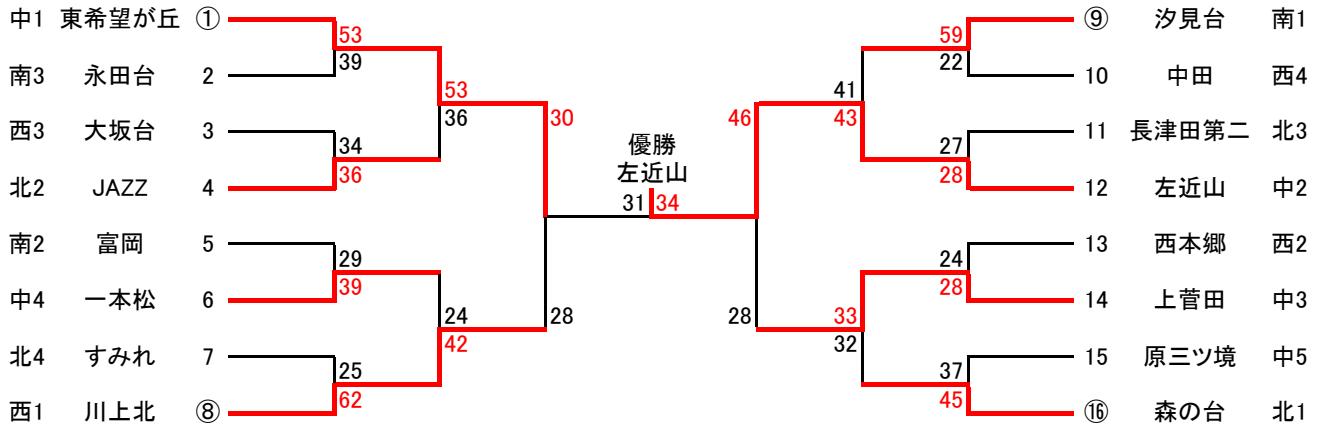 中1 東希望が丘 ① 53 59 ⑨ 汐見台 南1
39 22
南3 永田台 2 10 中田 西4
53 41
36 30 46 43
西3 大坂台 3 11 長津田第二 北3
34 優勝 27
36 左近山 28
北2 JAZZ 4 12 左近山 中2
31 34
南2 富岡 5 13 西本郷 西2
29 24
39 28
中4 一本松 6 14 上菅田 中3
24 28 28 33
42 32
北4 すみれ 7 15 原三ツ境 中5
25 37
62 45
西1 川上北 ⑧ ⑯ 森の台 北1